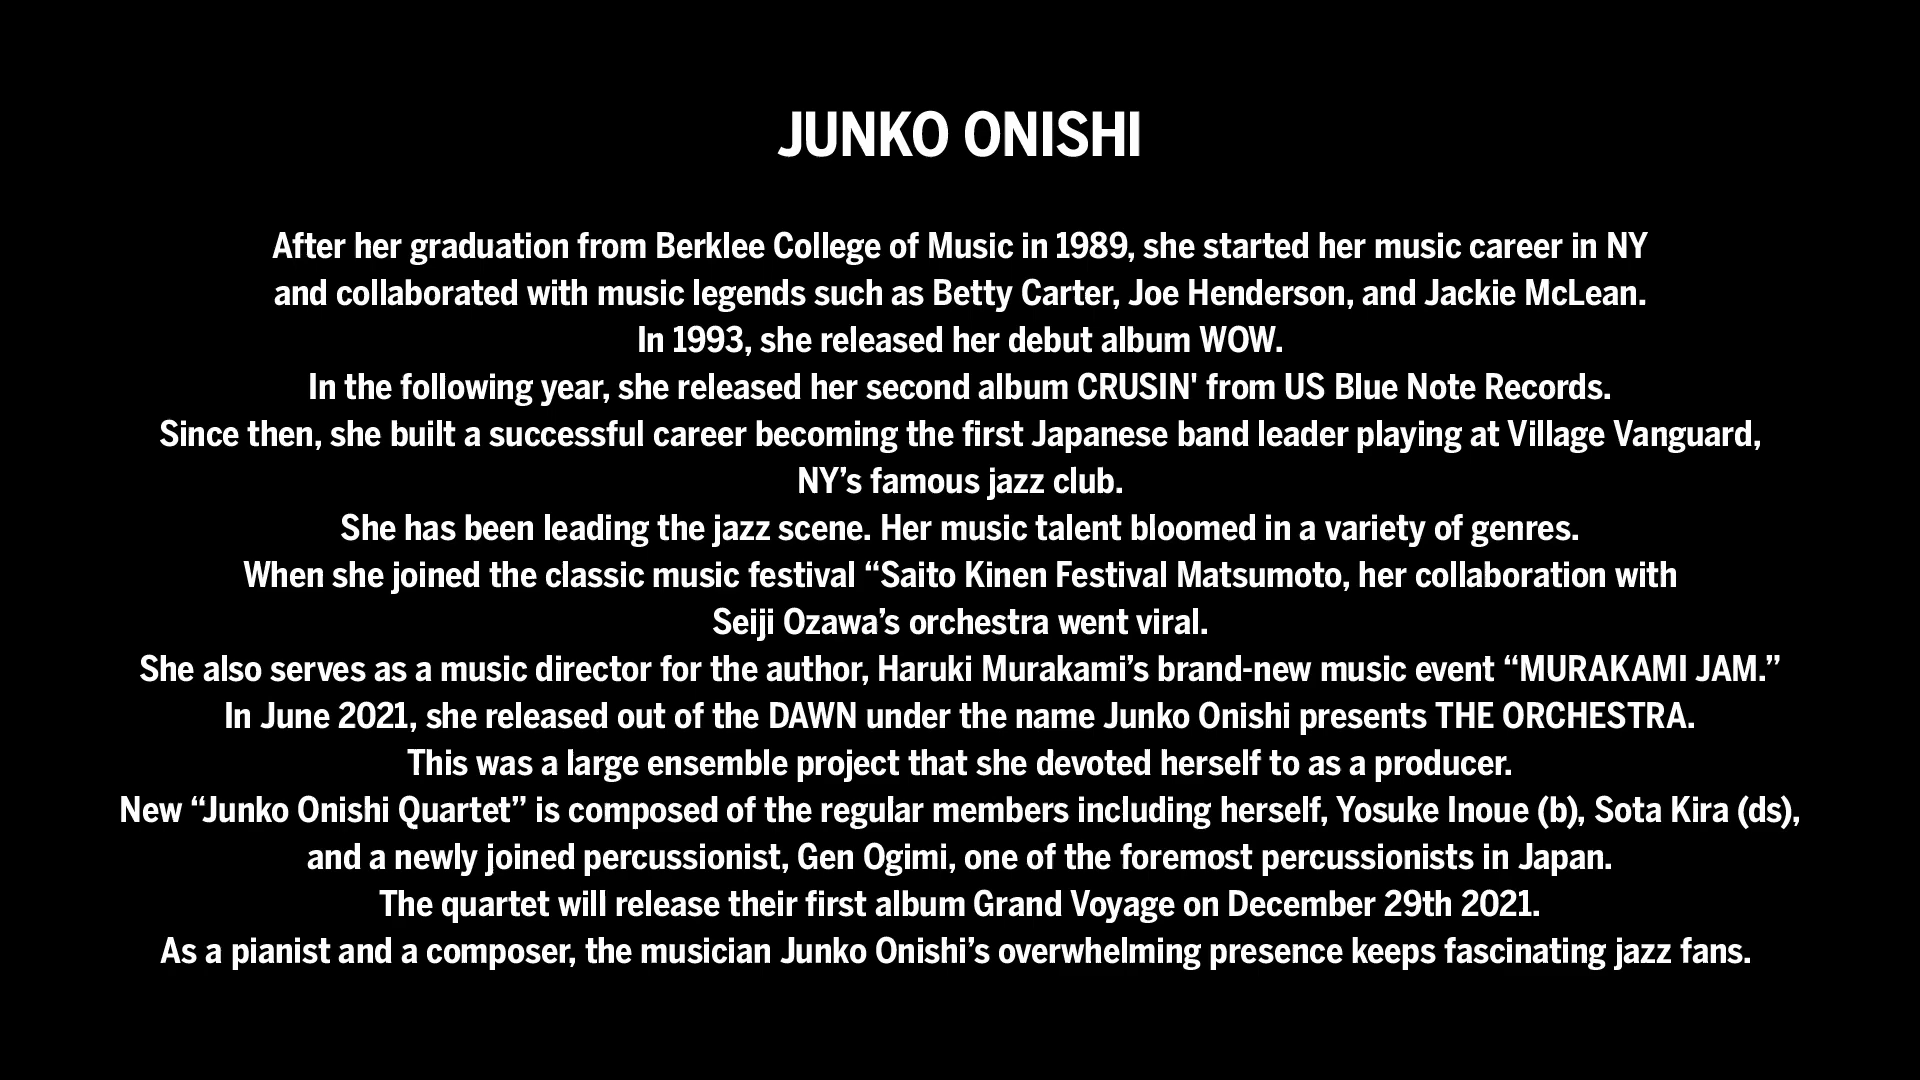 JUNKO ONISHI
After her graduation from Berklee College of Music in 1989, she started her music career in NY
and collaborated with music legends such as Betty Carter, Joe Henderson, and Jackie McLean.
In 1993, she released her debut album WOW.
In the following year, she released her second album CRUSIN' from US Blue Note Records.
Since then, she built a successful career becoming the first Japanese band leader playing at Village Vanguard,
NY’s famous jazz club.
She has been leading the jazz scene. Her music talent bloomed in a variety of genres.
When she joined the classic music festival “Saito Kinen Festival Matsumoto, her collaboration with
Seiji Ozawa’s orchestra went viral.
She also serves as a music director for the author, Haruki Murakami’s brand-new music event “MURAKAMI JAM.”
In June 2021, she released out of the DAWN under the name Junko Onishi presents THE ORCHESTRA.
This was a large ensemble project that she devoted herself to as a producer.
New “Junko Onishi Quartet” is composed of the regular members including herself, Yosuke Inoue (b), Sota Kira (ds),
and a newly joined percussionist, Gen Ogimi, one of the foremost percussionists in Japan.
The quartet will release their first album Grand Voyage on December 29th 2021.
As a pianist and a composer, the musician Junko Onishi’s overwhelming presence keeps fascinating jazz fans.